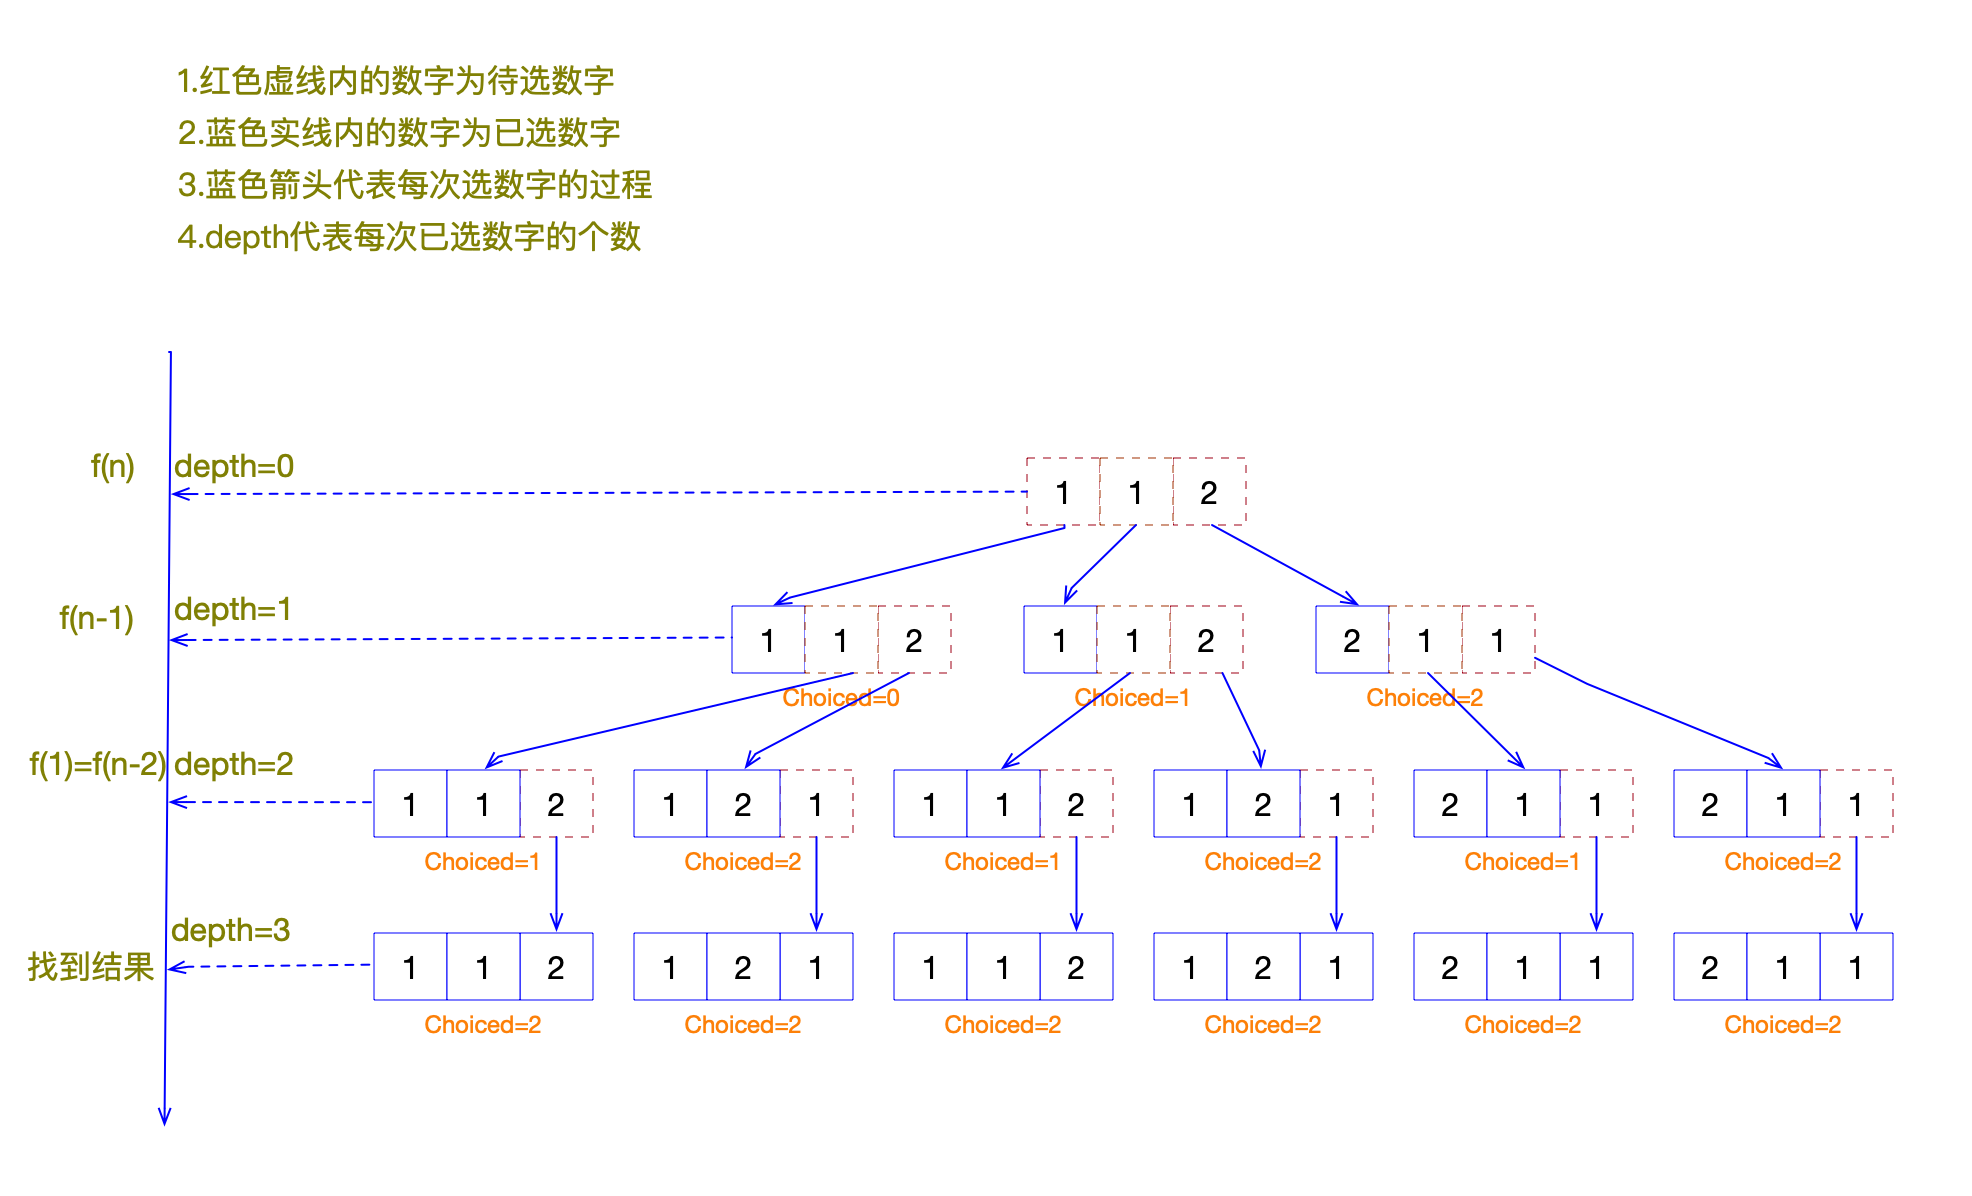 1.红色虚线内的数字为待选数字
2.蓝色实线内的数字为已选数字
3.蓝色箭头代表每次选数字的过程
4.depth代表每次已选数字的个数
f(n) depth=0
1 1 2
f(n-1) depth=1
1 1 2 1 1 2 2 1 1
Choiced=0 Choiced=1 Choiced=2
f(1)=f(n-2) depth=2
1 1 2 1 2 1 1 1 2 1 2 1 2 1 1 2 1 1
Choiced=1 Choiced=2 Choiced=1 Choiced=2 Choiced=1 Choiced=2
depth=3
找到结果 1 1 2 1 2 1 1 1 2 1 2 1 2 1 1 2 1 1
Choiced=2 Choiced=2 Choiced=2 Choiced=2 Choiced=2 Choiced=2